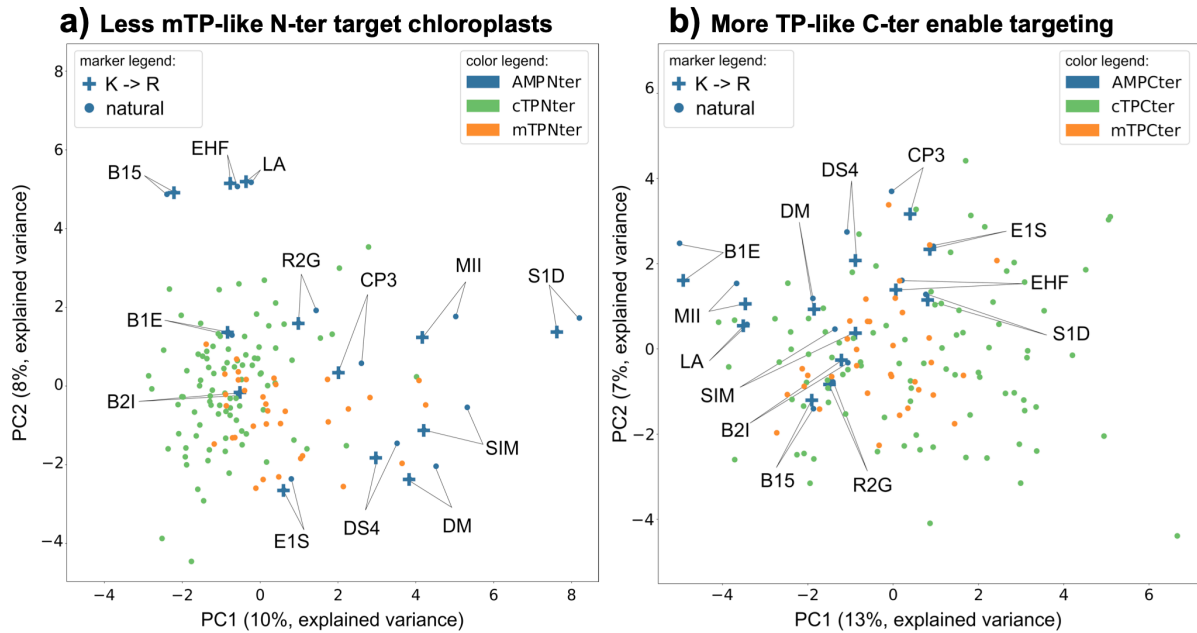 a) Less mTP-like N-ter target chloroplasts
marker legend:
K -> R
natural
color legend:
AMPNter
cTPNter
mTPNter
EHF
LA
B15
R2G
CP3
MII
S1D
B1E
B2I
SIM
E1S
DS4
DM
8
6
4
2
0
−2
−4
−4
−2
0
2
4
6
8
PC2 (8%, explained variance)
PC1 (10%, explained variance)
b) More TP-like C-ter enable targeting
marker legend:
K -> R
natural
color legend:
AMPCter
cTPCter
mTPCter
CP3
DS4
DM
E1S
B1E
EHF
MII
S1D
LA
SIM
B2I
B15
R2G
6
4
2
0
−2
−4
−4
−2
0
2
4
6
PC2 (7%, explained variance)
PC1 (13%, explained variance)